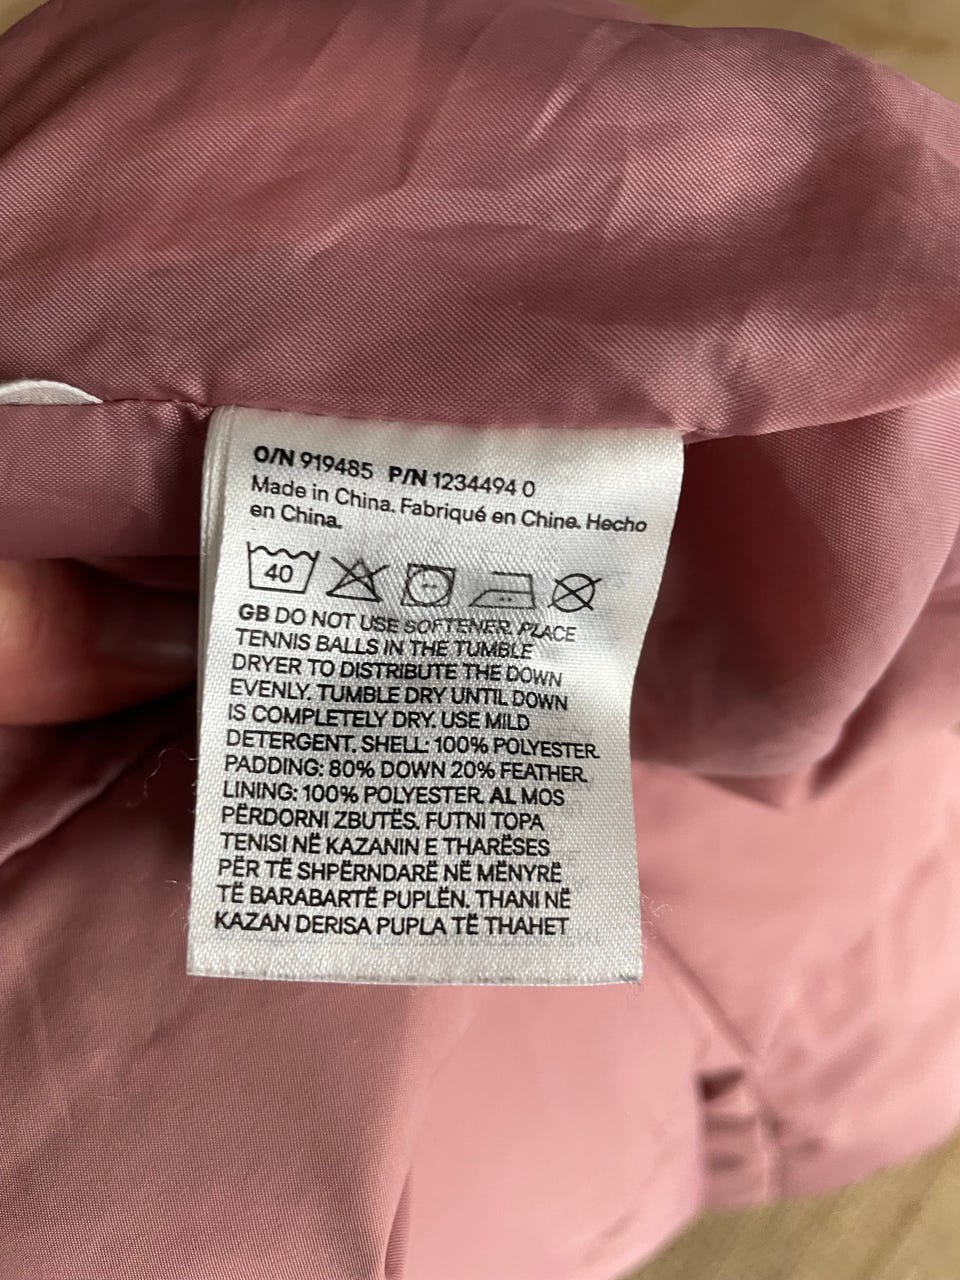 O/N 919485 P/N 1234494 0
Made in China. Fabriqué en Chine. Hecho
en China.
40
GB DO NOT USE SOFTENER. PLACE
TENNIS BALLS IN THE TUMBLE
DRYER TO DISTRIBUTE THE DOWN
EVENLY. TUMBLE DRY UNTIL DOWN
IS COMPLETELY DRY. USE MILD
DETERGENT. SHELL: 100% POLYESTER.
PADDING: 80% DOWN 20% FEATHER.
LINING: 100% POLYESTER. AL MOS
PËRDORNI ZBUTËS. FUTNI TOPA
TENISI NË KAZANIN E THARËSES
PËR TË SHPËRNDARË NË MËNYRË
TË BARABARTË PUPLËN. THANI NË
KAZAN DERISA PUPLA TË THAHET